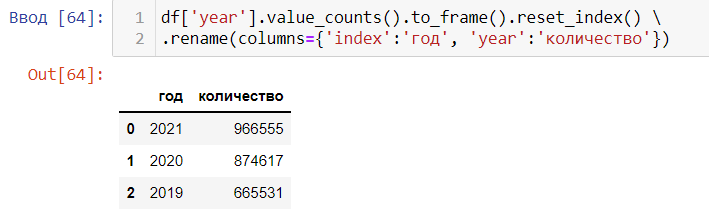 Ввод [64]: 1 df['year'].value_counts().to_frame().reset_index() \
2 .rename(columns={'index':'год', 'year':'количество'})
Out[64]:
год количество
0 2021 966555
1 2020 874617
2 2019 665531